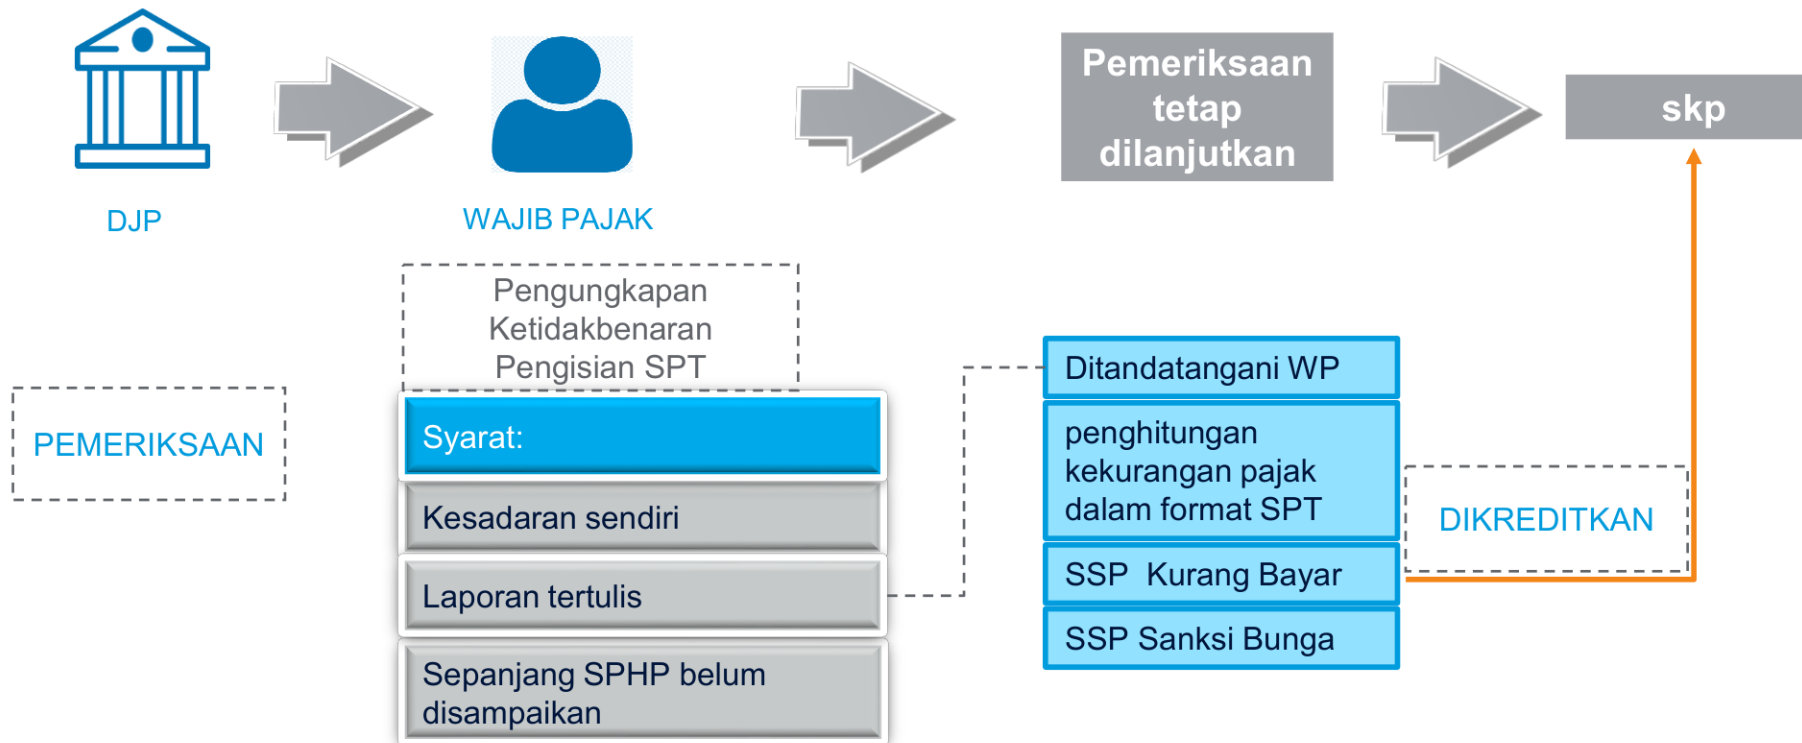 DJP
WAJIB PAJAK
Pemeriksaan
tetap
dilanjutkan
skp
PEMERIKSAAN
Pengungkapan
Ketidakbenaran
Pengisian SPT
Syarat:
Kesadaran sendiri
Laporan tertulis
Sepanjang SPHP belum
disampaikan
Ditandatangani WP
penghitungan
kekurangan pajak
dalam format SPT
SSP Kurang Bayar
SSP Sanksi Bunga
DIKREDITKAN